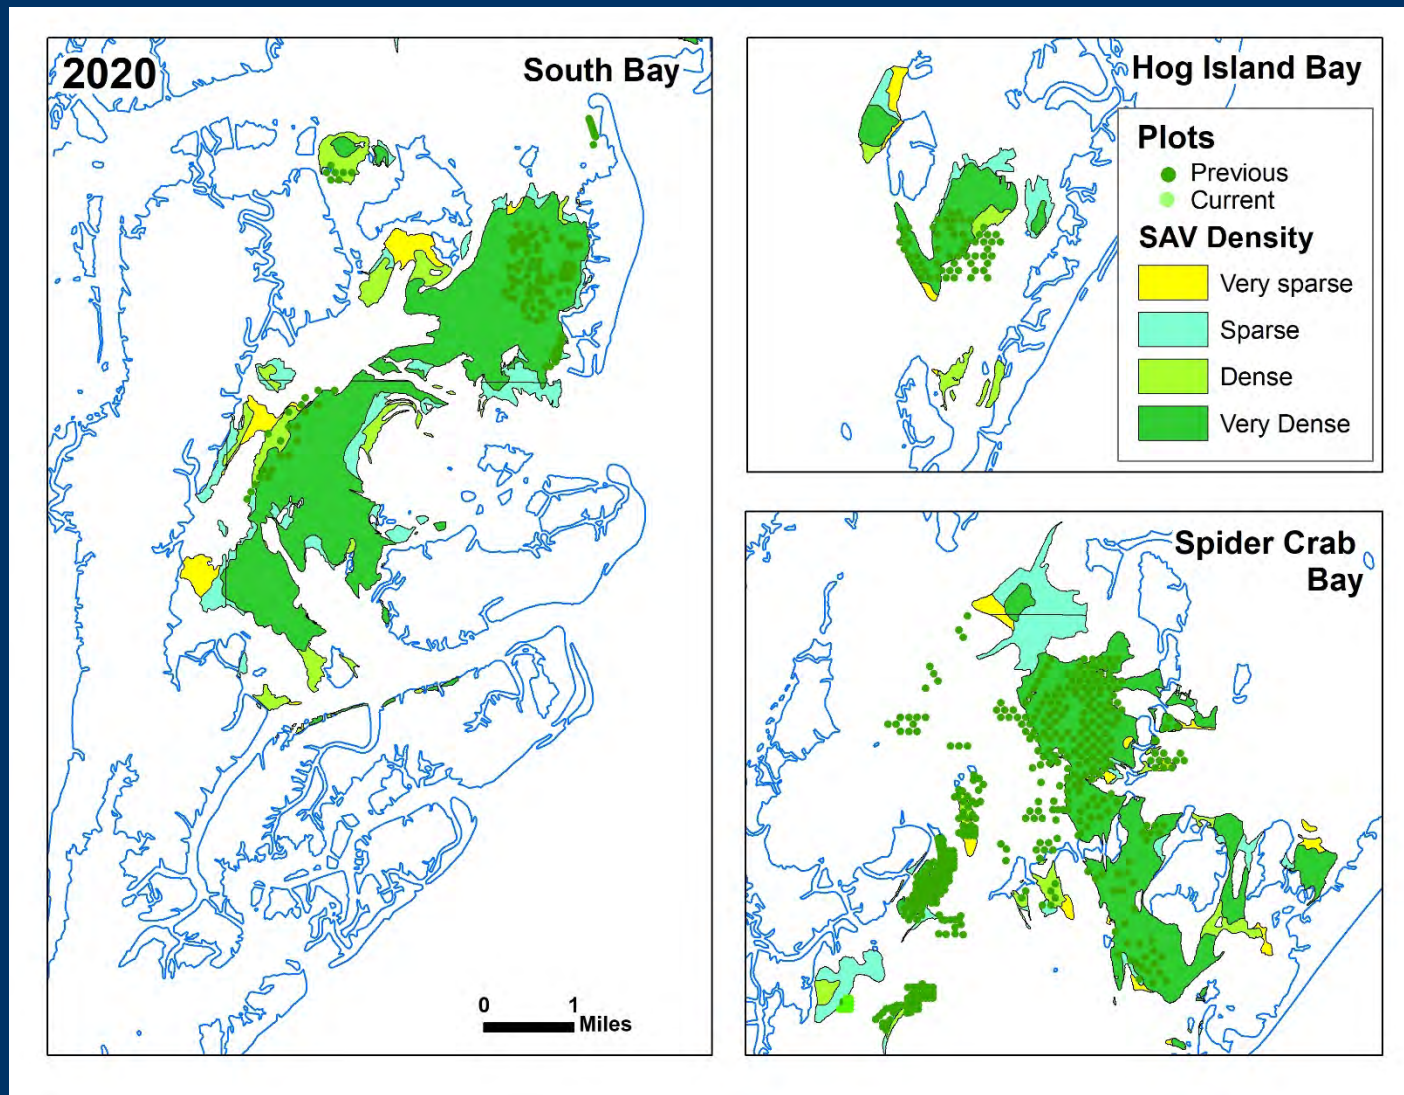 2020
South Bay
0 1
Miles
Hog Island Bay
Plots
Previous
Current
SAV Density
Very sparse
Sparse
Dense
Very Dense
Spider Crab
Bay